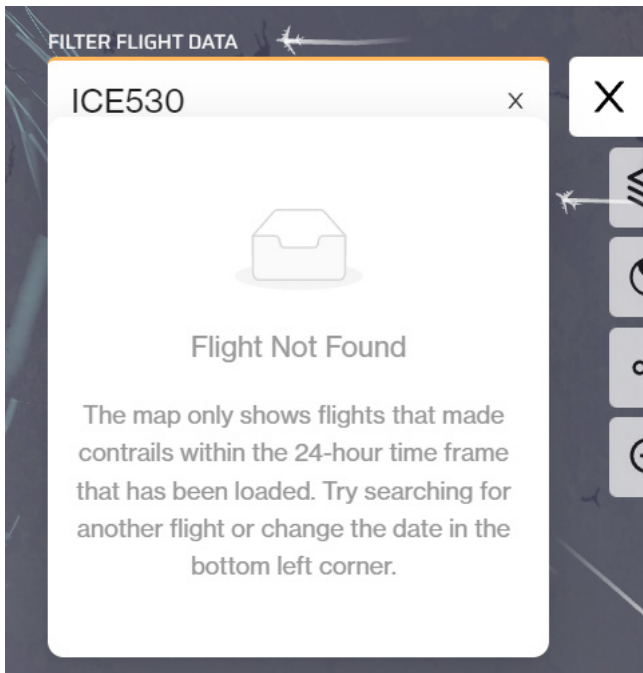 FILTER FLIGHT DATA
ICE530
X
X
Flight Not Found
The map only shows flights that made
contrails within the 24-hour time frame
that has been loaded. Try searching for
another flight or change the date in the
bottom left corner.